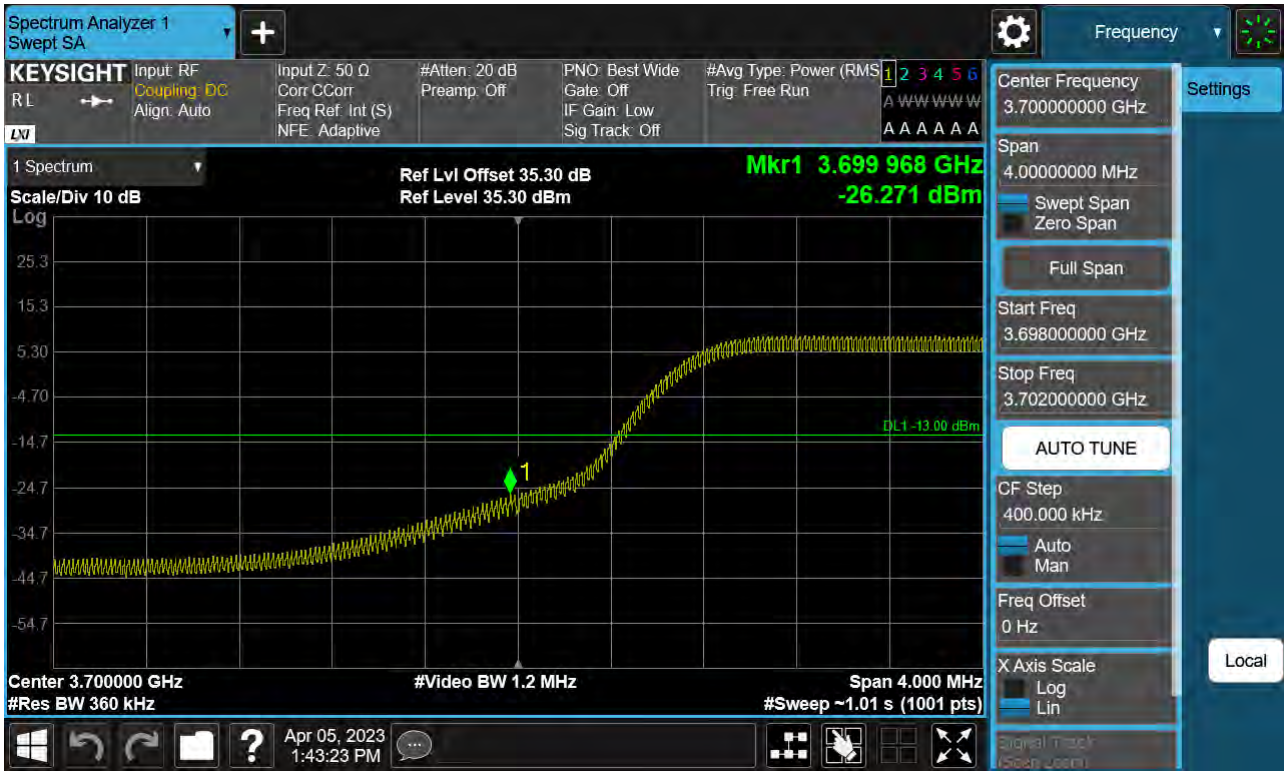 Spectrum Analyzer 1
Swept SA
Frequency
KEYSIGHT
RL
LXI
Input: RF
Coupling: DC
Align: Auto
Input Z: 50 Ω
Corr CCorr
Freq Ref: Int (S)
NFE: Adaptive
#Atten: 20 dB
Preamp: Off
PNO: Best Wide
Gate: Off
IF Gain: Low
Sig Track: Off
#Avg Type: Power (RMS
Trig: Free Run
1 2 3 4 5 6
A W W W W W
A A A A A A
1 Spectrum
Scale/Div 10 dB
Log
Ref Lvl Offset 35.30 dB
Ref Level 35.30 dBm
Mkr1 3.699 968 GHz
-26.271 dBm
25.3
15.3
5.30
-4.70
-14.7
-24.7
-34.7
-44.7
-54.7
DL1 -13.00 dBm
1
Center 3.700000 GHz
#Res BW 360 kHz
#Video BW 1.2 MHz
Span 4.000 MHz
#Sweep ~1.01 s (1001 pts)
Center Frequency
3.700000000 GHz
Span
4.00000000 MHz
Swept Span
Zero Span
Full Span
Start Freq
3.698000000 GHz
Stop Freq
3.702000000 GHz
AUTO TUNE
CF Step
400.000 kHz
Auto
Man
Freq Offset
0 Hz
X Axis Scale
Log
Lin
Signal Track
(Span Zoom)
Settings
Local
?
Apr 05, 2023
1:43:23 PM